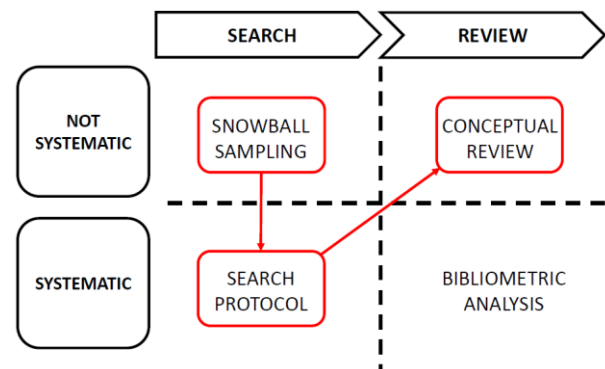 SEARCH
REVIEW
NOT
SYSTEMATIC
SNOWBALL
SAMPLING
CONCEPTUAL
REVIEW
SYSTEMATIC
SEARCH
PROTOCOL
BIBLIOMETRIC
ANALYSIS